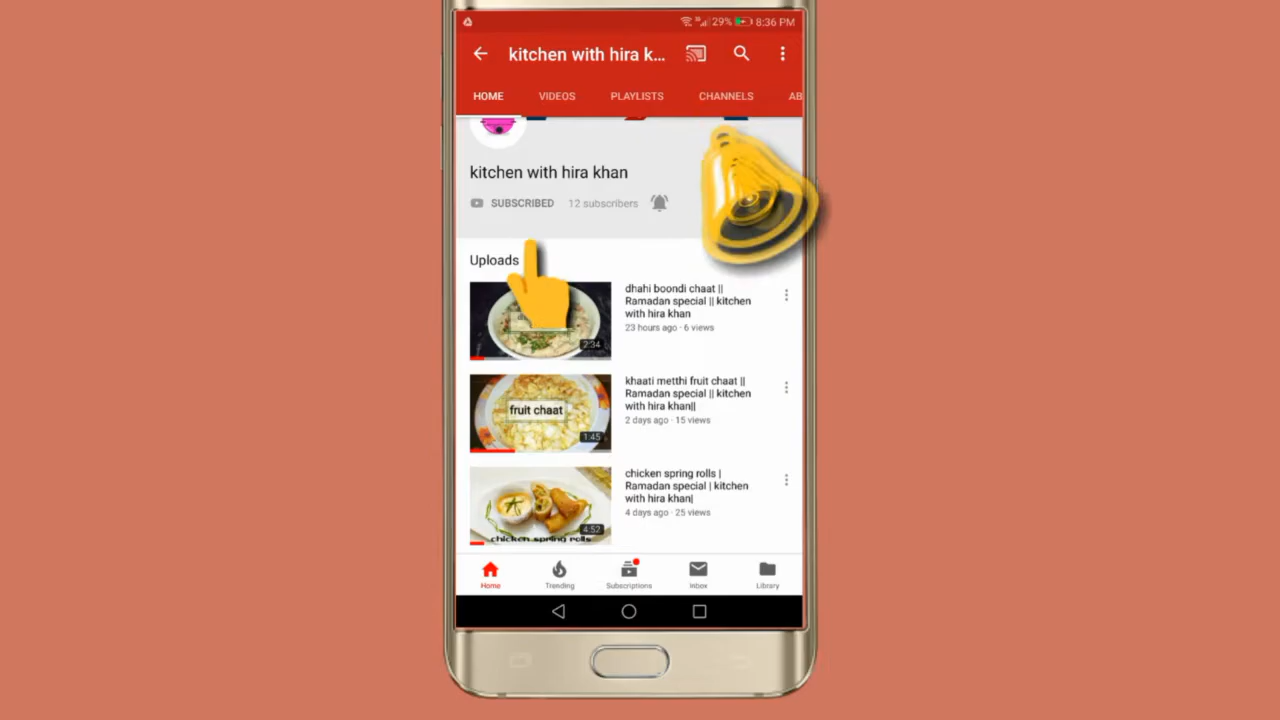 29% 8:36 PM
kitchen with hira k...
HOME VIDEOS PLAYLISTS CHANNELS AB
kitchen with hira khan
SUBSCRIBED 12 subscribers
Uploads
dhahi boondi chaat ||
Ramadan special || kitchen
with hira khan
23 hours ago · 6 views
2:34
khaati metthi fruit chaat ||
Ramadan special || kitchen
with hira khan||
2 days ago · 15 views
fruit chaat
1:45
chicken spring rolls |
Ramadan special | kitchen
with hira khan|
4 days ago · 25 views
4:52
chicken spring rolls
Home Trending Subscriptions Inbox Library